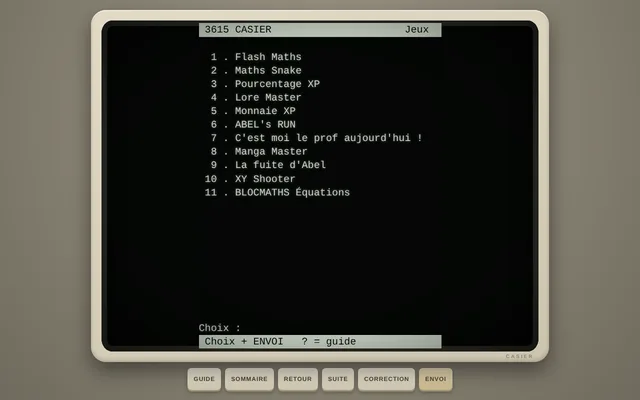 3615 CASIER Jeux
1 . Flash Maths
2 . Maths Snake
3 . Pourcentage XP
4 . Lore Master
5 . Monnaie XP
6 . ABEL's RUN
7 . C'est moi le prof aujourd'hui !
8 . Manga Master
9 . La fuite d'Abel
10 . XY Shooter
11 . BLOCMATHS Équations
Choix :
Choix + ENVOI ? = guide
CASIER
GUIDE SOMMAIRE RETOUR SUITE CORRECTION ENVOI